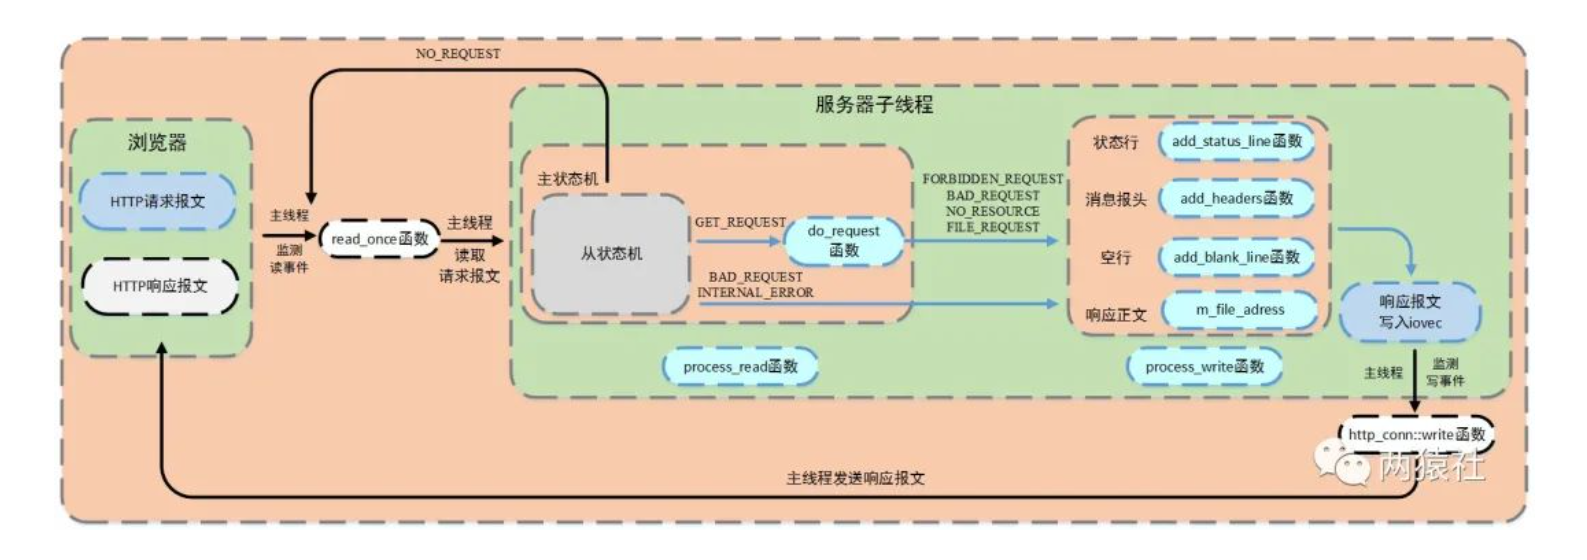 NO_REQUEST
服务器子线程
浏览器
HTTP请求报文
HTTP响应报文
主线程
监测
读事件
read_once函数
主线程
读取
请求报文
主状态机
从状态机
GET_REQUEST
do_request
函数
BAD_REQUEST
INTERNAL_ERROR
FORBIDDEN_REQUEST
BAD_REQUEST
NO_RESOURCE
FILE_REQUEST
状态行
add_status_line函数
消息报头
add_headers函数
空行
add_blank_line函数
响应正文
m_file_adress
process_read函数
process_write函数
响应报文
写入iovec
主线程
监测
写事件
http_conn::write函数
两猿社
主线程发送响应报文